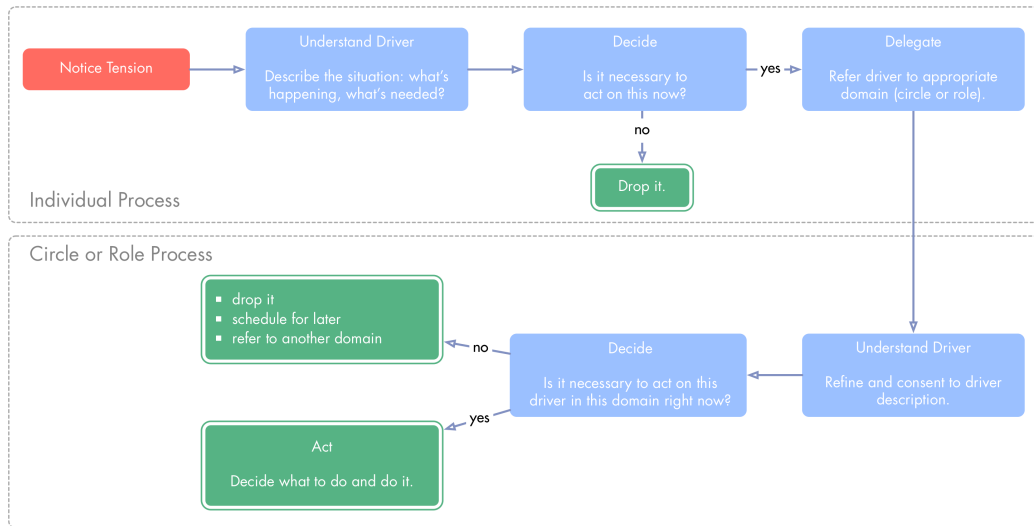 Notice Tension
Understand Driver
Describe the situation: what’s
happening, what’s needed?
Decide
Is it necessary to
act on this now?
yes
Delegate
Refer driver to appropriate
domain (circle or role).
no
Drop it.
Individual Process
Circle or Role Process
▪ drop it
▪ schedule for later
▪ refer to another domain
no
Decide
Is it necessary to act on this
driver in this domain right now?
Understand Driver
Refine and consent to driver
description.
yes
Act
Decide what to do and do it.